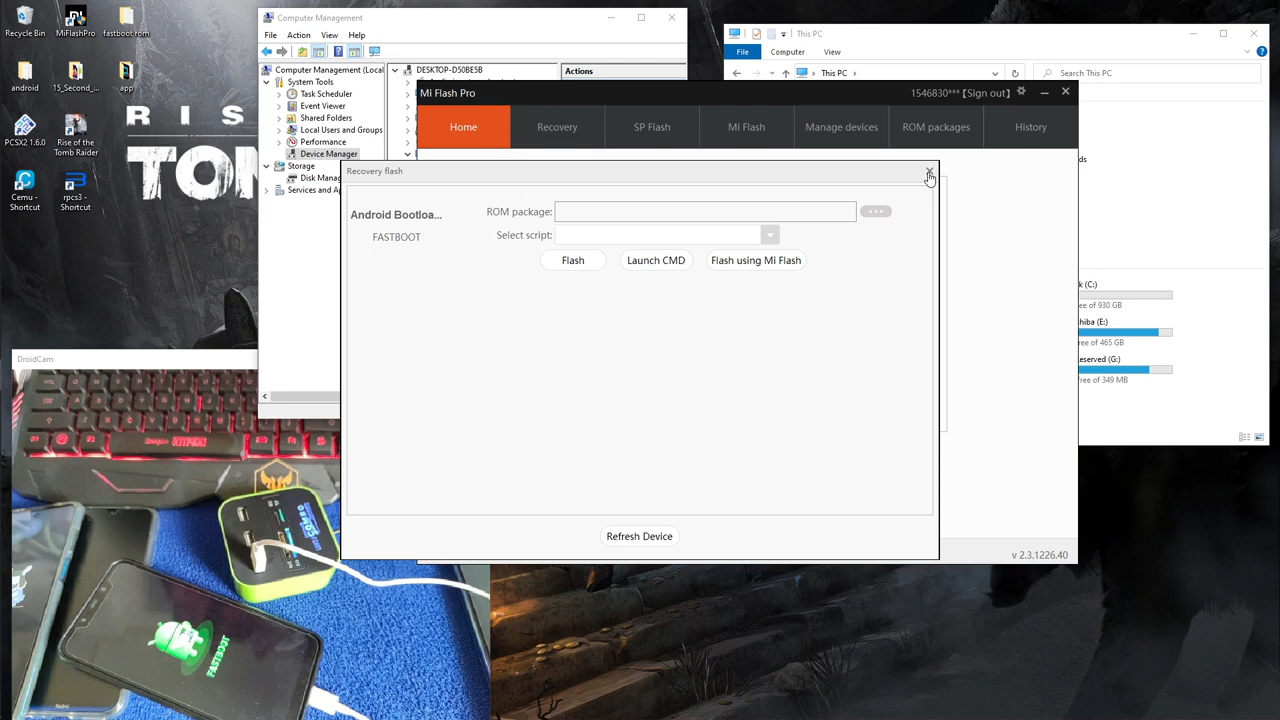 Recycle Bin
MiFlashPro
fastboot rom
android
15_Second_...
app
PCSX2 1.6.0
Rise of the
Tomb Raider
Cemu -
Shortcut
rpcs3 -
Shortcut
RIS
TOM
Computer Management
File Action View Help
Computer Management (Local
System Tools
Task Scheduler
Event Viewer
Shared Folders
Local Users and Groups
Performance
Device Manager
Storage
Disk Manag
Services and Ap
DESKTOP-D50BE5B
Actions
This PC
File Computer View
This PC
Search This PC
ds
k (C:)
ee of 930 GB
hiba (E:)
ree of 465 GB
eserved (G:)
ree of 349 MB
Mi Flash Pro
1546830***【Sign out】
Home Recovery SP Flash Mi Flash Manage devices ROM packages History
Recovery flash
Android Bootloa...
FASTBOOT
ROM package:
Select script:
Flash Launch CMD Flash using Mi Flash
Refresh Device
v 2.3.1226.40
DroidCam
FASTBOOT
Redmi